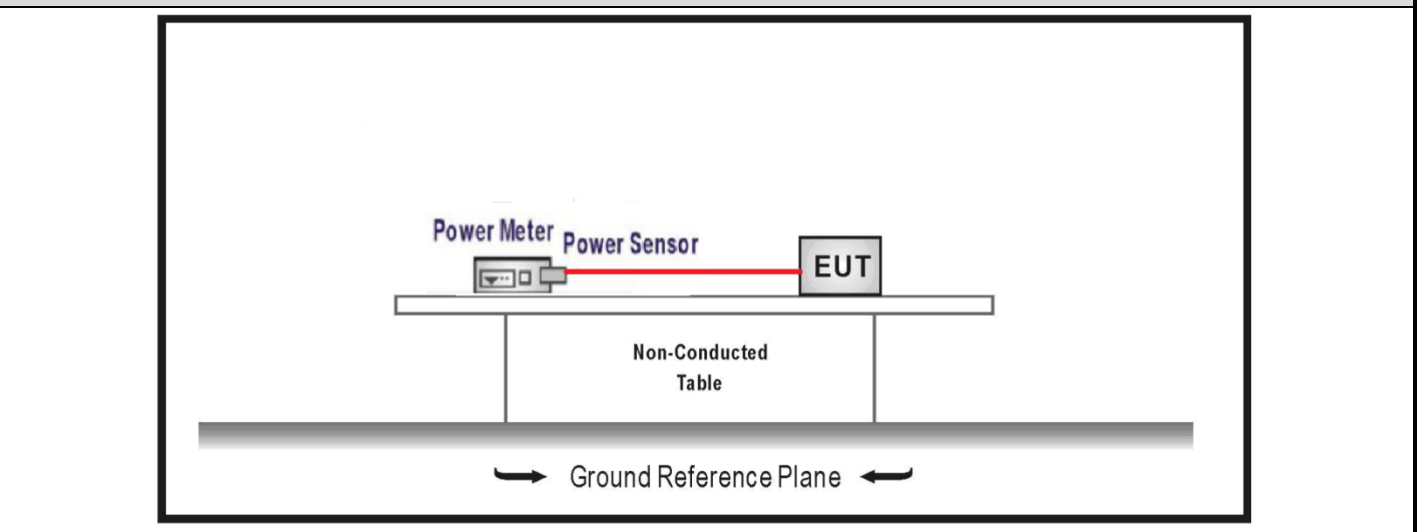 Power Meter
Power Sensor
EUT
Non-Conducted
Table
Ground Reference Plane